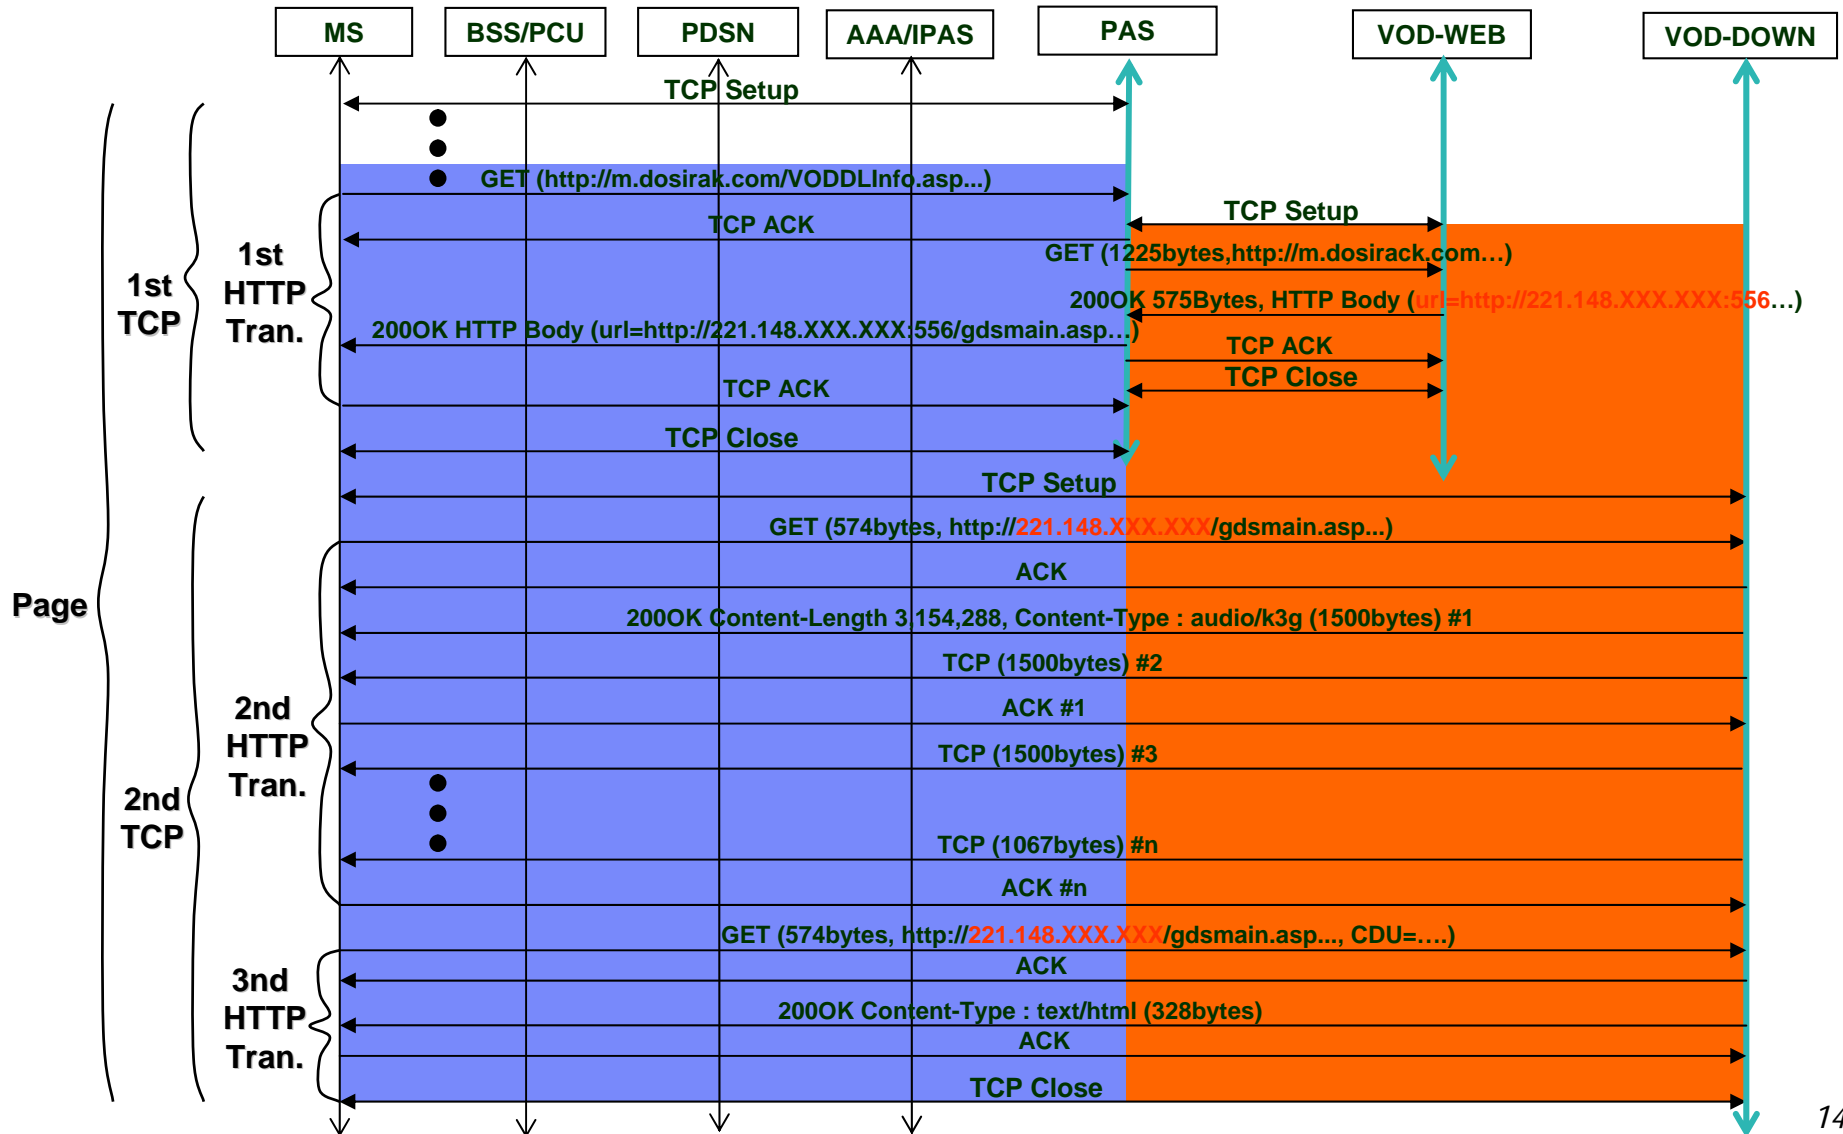 MS
BSS/PCU
PDSN
AAA/IPAS
PAS
VOD-WEB
VOD-DOWN
TCP Setup
GET (http://m.dosirak.com/VODDLInfo.asp...)
TCP Setup
TCP ACK
GET (1225bytes,http://m.dosirack.com…)
200OK 575Bytes, HTTP Body (url=http://221.148.XXX.XXX:556…)
200OK HTTP Body (url=http://221.148.XXX.XXX:556/gdsmain.asp…)
TCP ACK
TCP Close
TCP ACK
TCP Close
1st
HTTP
Tran.
1st
TCP
TCP Setup
GET (574bytes, http://221.148.XXX.XXX/gdsmain.asp...)
ACK
Page
200OK Content-Length 3,154,288, Content-Type : audio/k3g (1500bytes) #1
TCP (1500bytes) #2
ACK #1
TCP (1500bytes) #3
2nd
HTTP
Tran.
2nd
TCP
TCP (1067bytes) #n
ACK #n
GET (574bytes, http://221.148.XXX.XXX/gdsmain.asp..., CDU=….)
ACK
3nd
HTTP
Tran.
200OK Content-Type : text/html (328bytes)
ACK
TCP Close
14